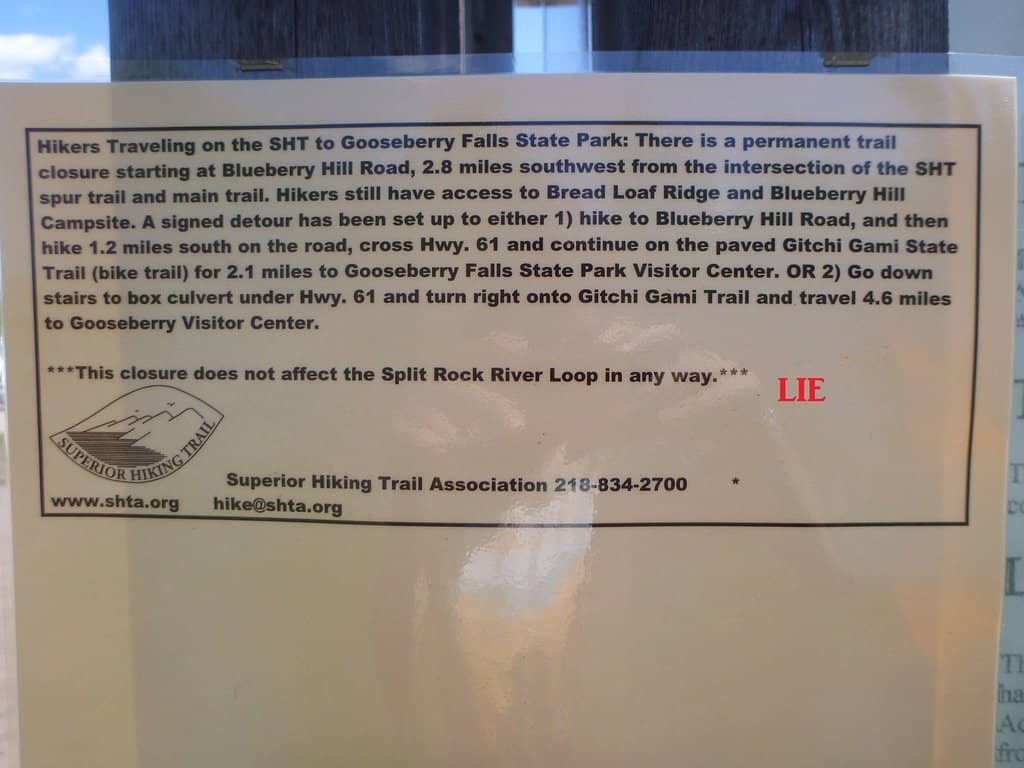 Hikers Traveling on the SHT to Gooseberry Falls State Park: There is a permanent trail
closure starting at Blueberry Hill Road, 2.8 miles southwest from the intersection of the SHT
spur trail and main trail. Hikers still have access to Bread Loaf Ridge and Blueberry Hill
Campsite. A signed detour has been set up to either 1) hike to Blueberry Hill Road, and then
hike 1.2 miles south on the road, cross Hwy. 61 and continue on the paved Gitchi Gami State
Trail (bike trail) for 2.1 miles to Gooseberry Falls State Park Visitor Center. OR 2) Go down
stairs to box culvert under Hwy. 61 and turn right onto Gitchi Gami Trail and travel 4.6 miles
to Gooseberry Visitor Center.
***This closure does not affect the Split Rock River Loop in any way.***
LIE
SUPERIOR HIKING TRAIL
Superior Hiking Trail Association 218-834-2700 *
www.shta.org hike@shta.org